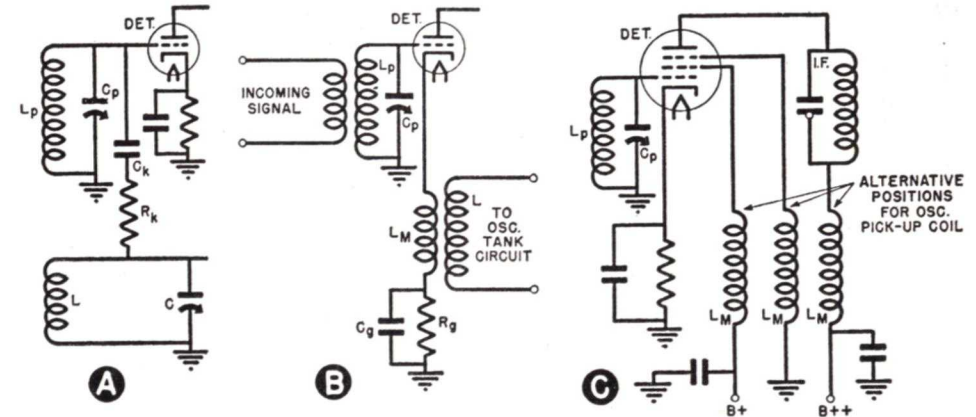 DET.
Lp
Cp
Ck
Rk
L
C
A
DET.
INCOMING
SIGNAL
Lp
Cp
LM
L
TO
OSC.
TANK
CIRCUIT
Cg
Rg
B
DET.
I.F.
Lp
Cp
ALTERNATIVE
POSITIONS
FOR OSC.
PICK-UP COIL
LM
LM
LM
C
B+
B++